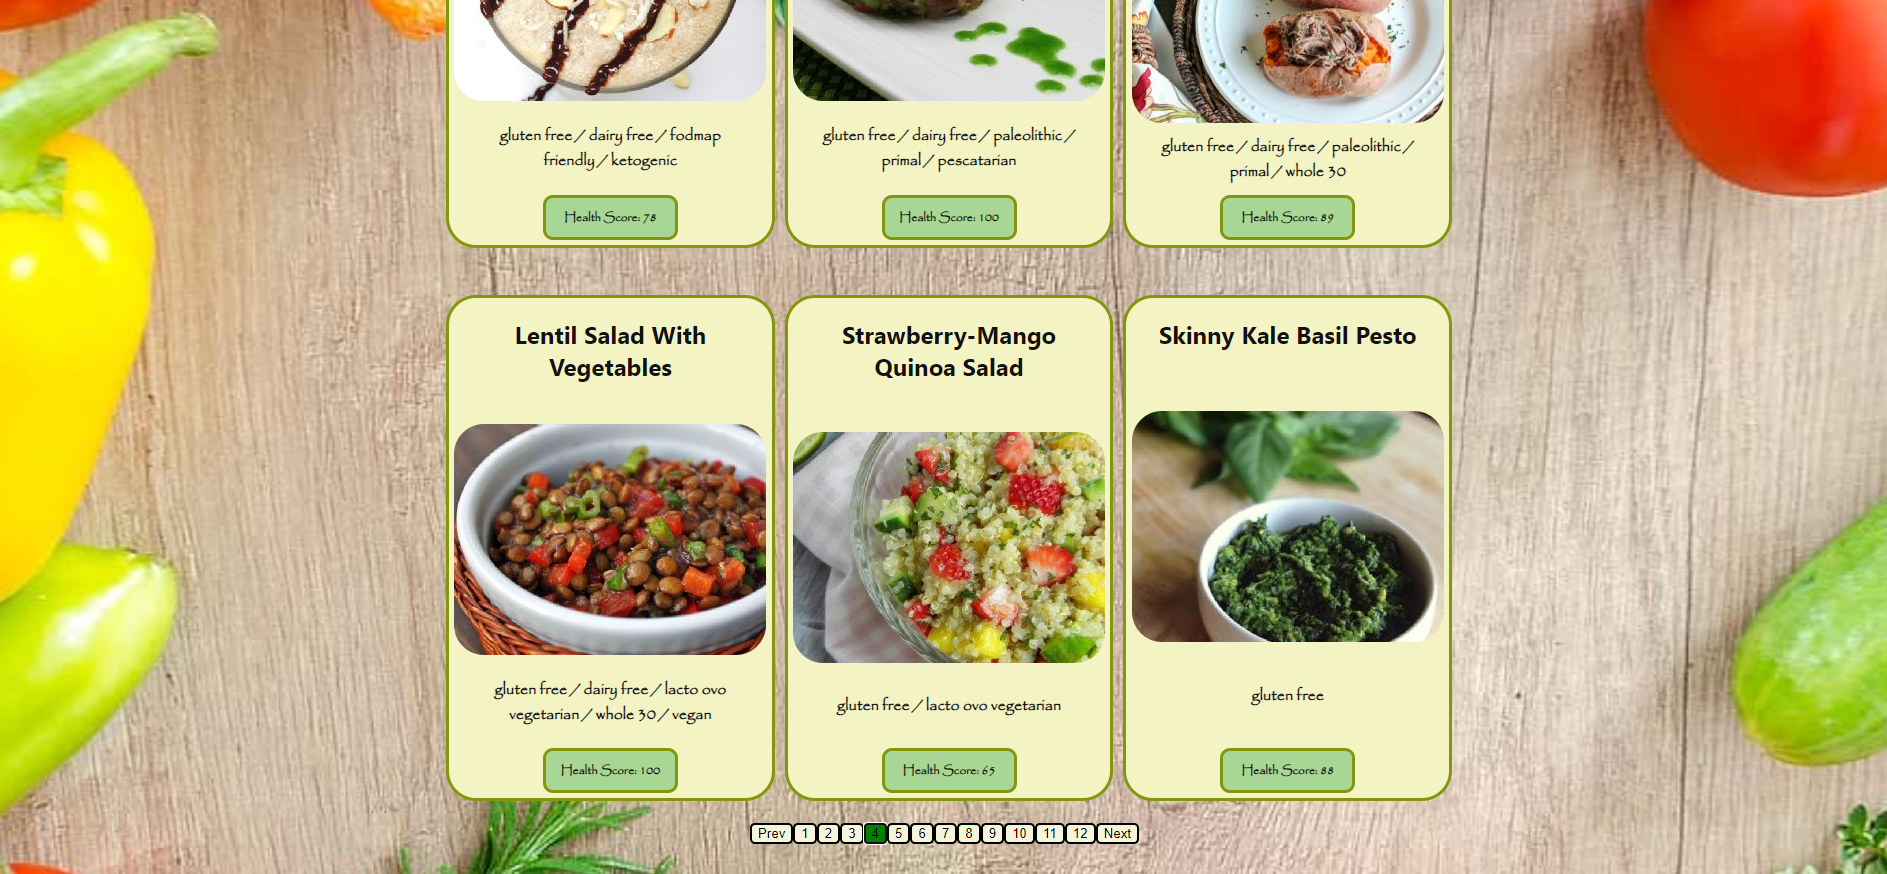 gluten free / dairy free / fodmap
friendly / ketogenic
Health Score: 78
gluten free / dairy free / paleolithic /
primal / pescatarian
Health Score: 100
gluten free / dairy free / paleolithic /
primal / whole 30
Health Score: 89
Lentil Salad With
Vegetables
gluten free / dairy free / lacto ovo
vegetarian / whole 30 / vegan
Health Score: 100
Strawberry-Mango
Quinoa Salad
gluten free / lacto ovo vegetarian
Health Score: 65
Skinny Kale Basil Pesto
gluten free
Health Score: 88
Prev 1 2 3 4 5 6 7 8 9 10 11 12 Next